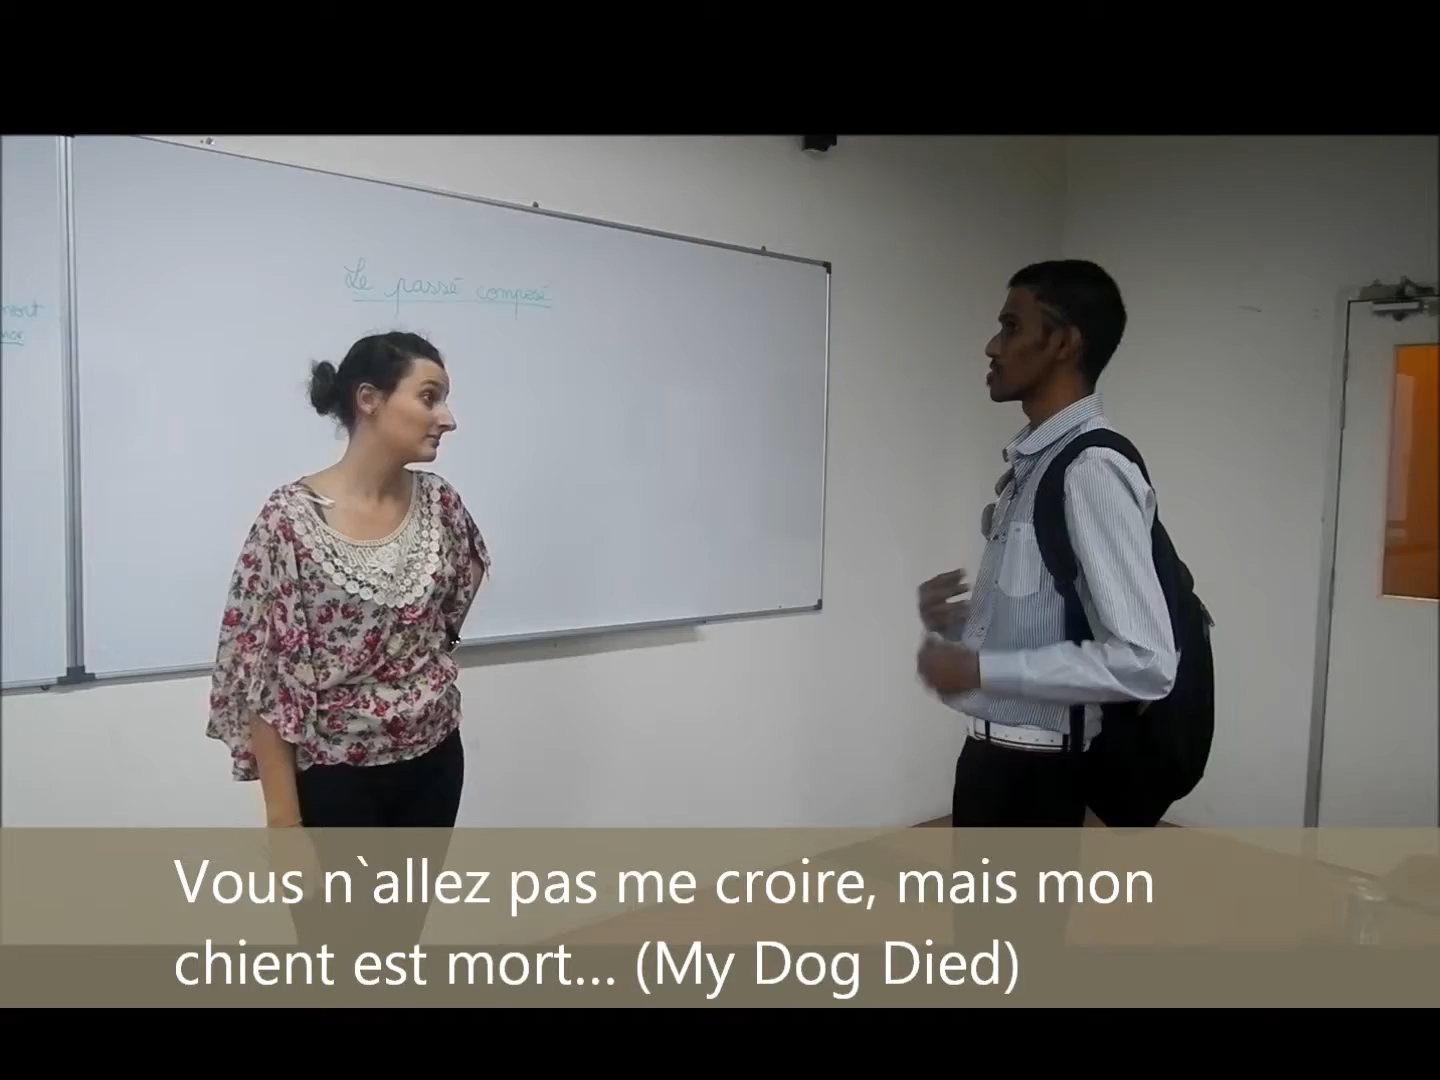 Le passé composé
Vous n`allez pas me croire, mais mon
chient est mort... (My Dog Died)